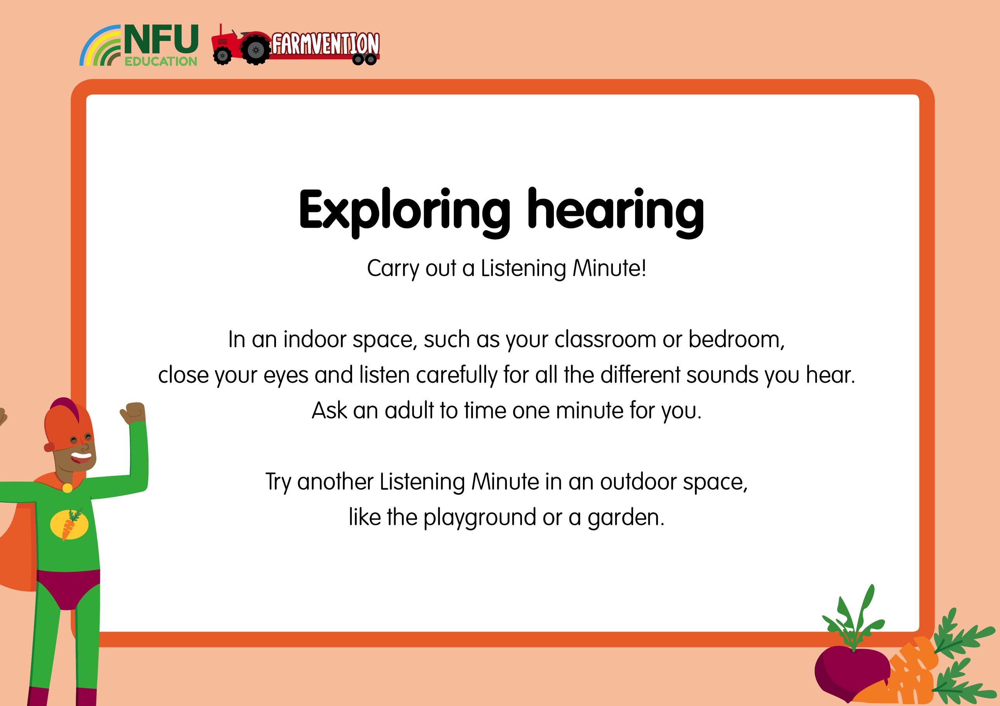 NFU
EDUCATION
FARMVENTION
Exploring hearing
Carry out a Listening Minute!
In an indoor space, such as your classroom or bedroom,
close your eyes and listen carefully for all the different sounds you hear.
Ask an adult to time one minute for you.
Try another Listening Minute in an outdoor space,
like the playground or a garden.